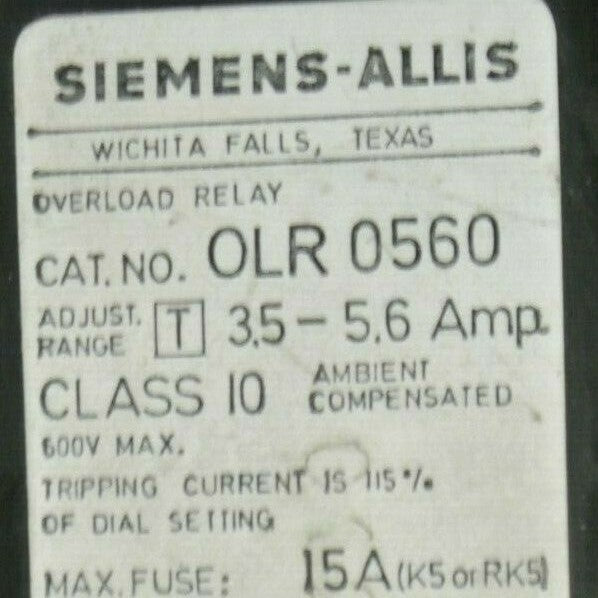 SIEMENS-ALLIS
WICHITA FALLS, TEXAS
OVERLOAD RELAY
CAT. NO. OLR 0560
ADJUST. RANGE T 3.5 - 5.6 Amp.
CLASS 10 AMBIENT COMPENSATED
600V MAX.
TRIPPING CURRENT IS 115%
OF DIAL SETTING
MAX. FUSE: 15A (K5 or RK5)